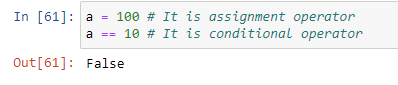 In [61]: a = 100 # It is assignment operator
a == 10 # It is conditional operator
Out[61]: False